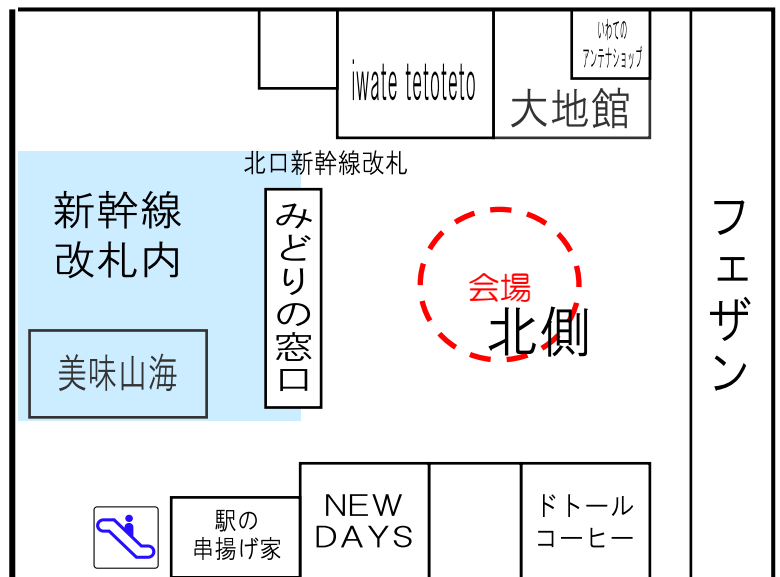 いわての
アンテナショップ
iwate tetoteto
大地館
北口新幹線改札
新幹線
改札内
みどりの窓口
会場
北側
フェザン
美味山海
駅の
串揚げ家
NEW
DAYS
ドトール
コーヒー